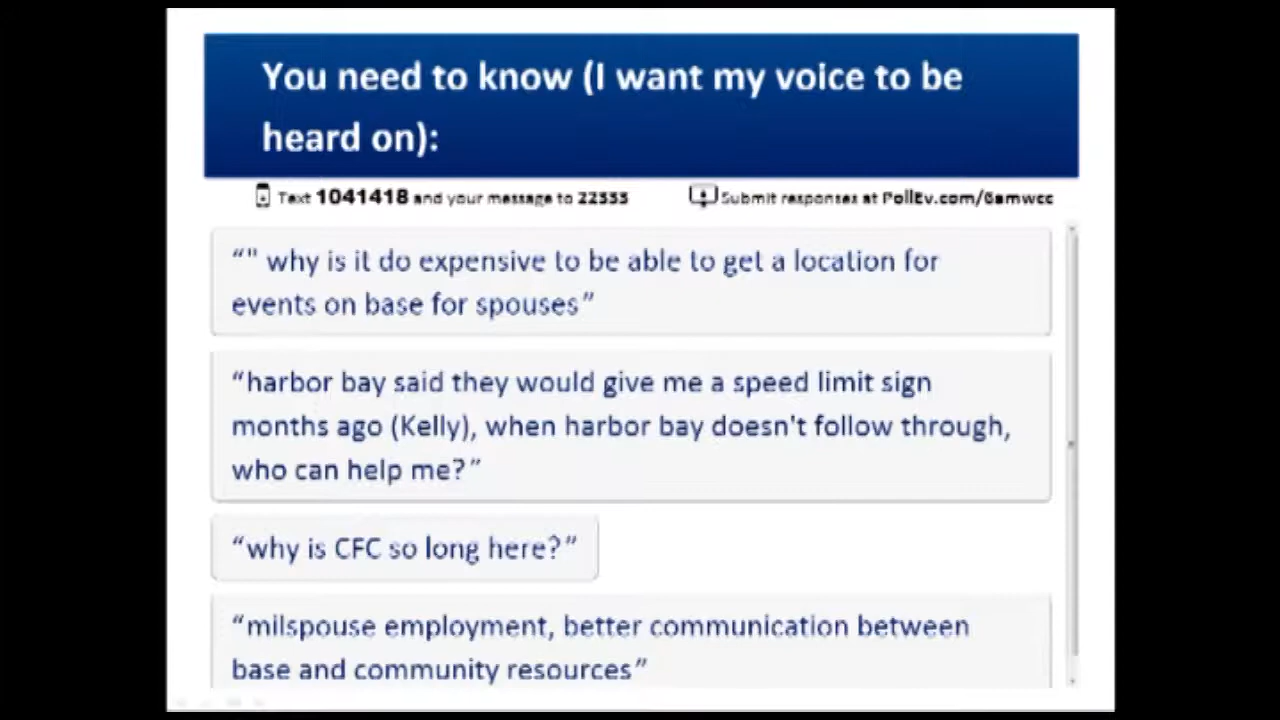 You need to know (I want my voice to be
heard on):
Text 1041418 and your message to 22333
Submit responses at PollEv.com/6amwcc
“" why is it do expensive to be able to get a location for
events on base for spouses”
“harbor bay said they would give me a speed limit sign
months ago (Kelly), when harbor bay doesn't follow through,
who can help me?”
“why is CFC so long here?”
“milspouse employment, better communication between
base and community resources”